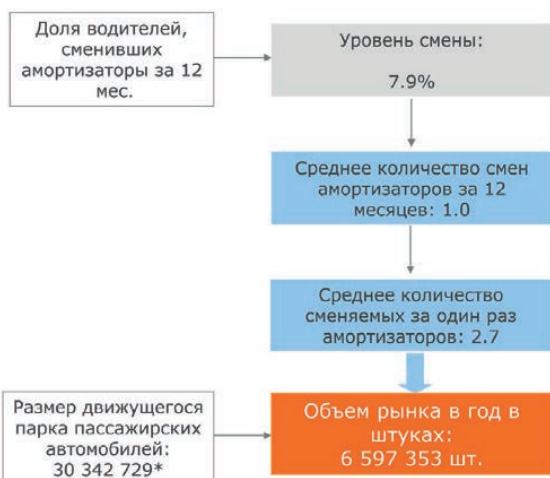 Доля водителей,
сменивших
амортизаторы за 12
мес.
Уровень смены:
7.9%
Среднее количество смен
амортизаторов за 12
месяцев: 1.0
Среднее количество
сменяемых за один раз
амортизаторов: 2.7
Размер движущегося
парка пассажирских
автомобилей:
30 342 729*
Объем рынка в год в
штуках:
6 597 353 шт.